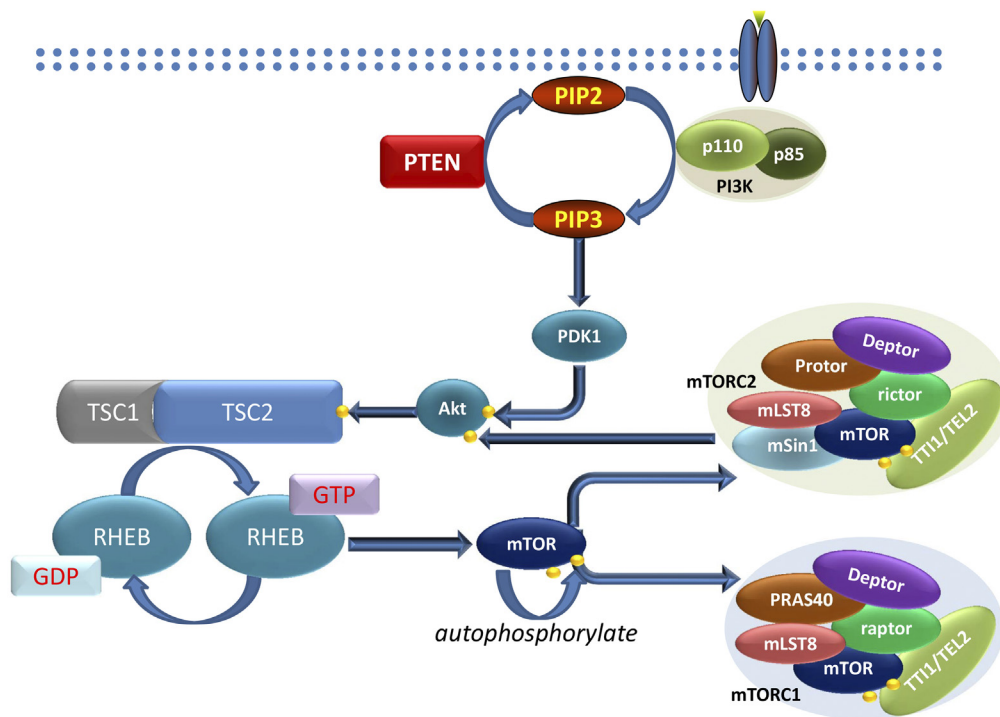 PIP2
PTEN
p110
p85
PI3K
PIP3
PDK1
Deptor
Protor
mTORC2
rictor
mLST8
TTI1/TEL2
mTOR
mSin1
TSC1
TSC2
Akt
GTP
RHEB
RHEB
GDP
mTOR
autophosphorylate
Deptor
PRAS40
raptor
mLST8
TTI1/TEL2
mTOR
mTORC1